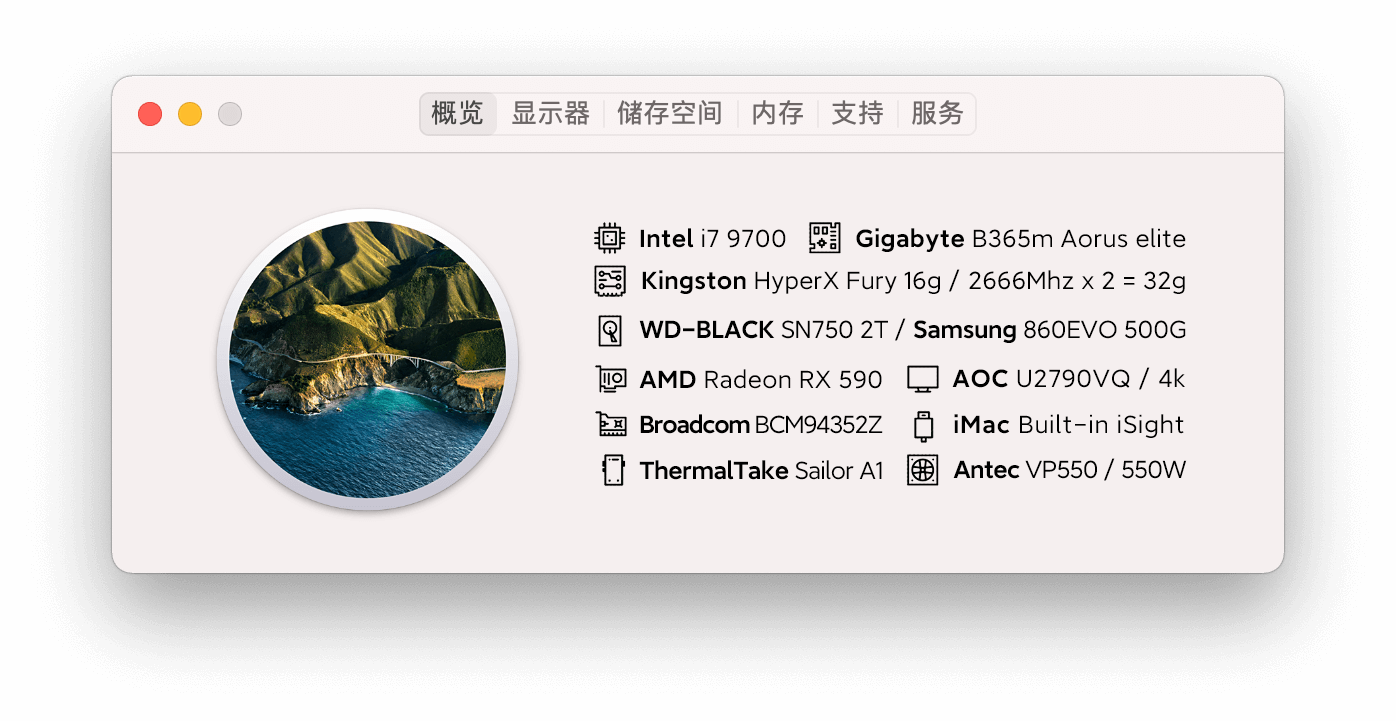 概览 显示器 储存空间 内存 支持 服务
Intel i7 9700 Gigabyte B365m Aorus elite
Kingston HyperX Fury 16g / 2666Mhz x 2 = 32g
WD-BLACK SN750 2T / Samsung 860EVO 500G
AMD Radeon RX 590 AOC U2790VQ / 4k
Broadcom BCM94352Z iMac Built-in iSight
ThermalTake Sailor A1 Antec VP550 / 550W